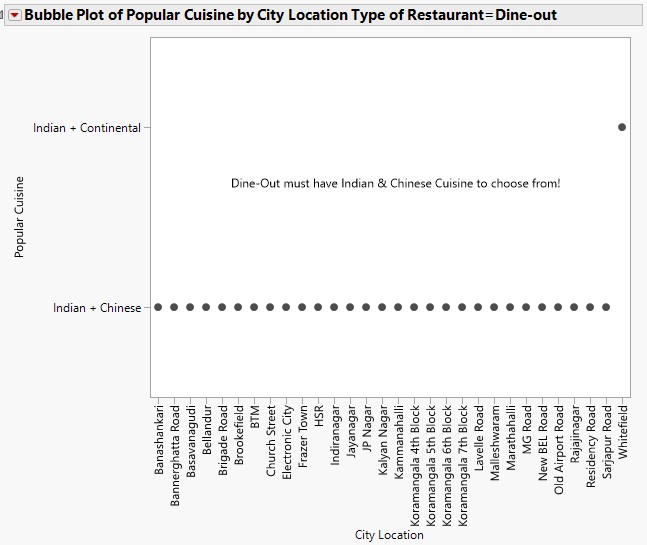 Bubble Plot of Popular Cuisine by City Location Type of Restaurant=Dine-out
Popular Cuisine
Indian + Continental
Dine-Out must have Indian & Chinese Cuisine to choose from!
Indian + Chinese
Banashankari
Bannerghatta Road
Basavanagudi
Bellandur
Brigade Road
Brookefield
BTM
Church Street
Electronic City
Frazer Town
HSR
Indiranagar
Jayanagar
JP Nagar
Kalyan Nagar
Kammanahalli
Koramangala 4th Block
Koramangala 5th Block
Koramangala 6th Block
Koramangala 7th Block
Lavelle Road
Malleshwaram
Marathahalli
MG Road
New BEL Road
Old Airport Road
Rajajinagar
Residency Road
Sarjapur Road
Whitefield
City Location